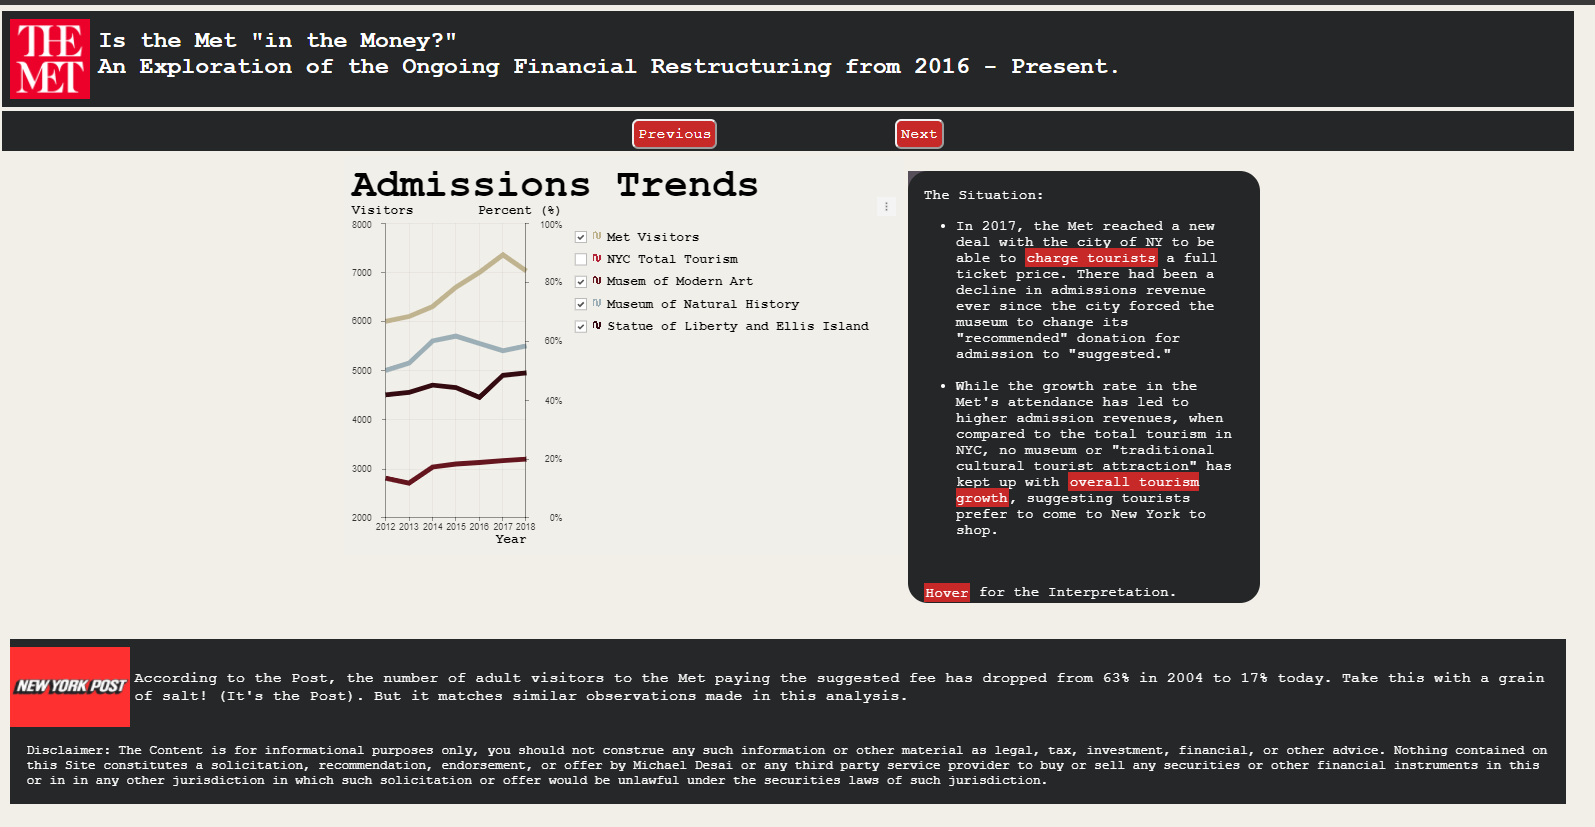 THE
MET
Is the Met "in the Money?"
An Exploration of the Ongoing Financial Restructuring from 2016 - Present.
Previous
Next
Admissions Trends
Visitors
Percent (%)
8000
7000
6000
5000
4000
3000
2000
100%
80%
60%
40%
20%
0%
2012 2013 2014 2015 2016 2017 2018
Year
Met Visitors
NYC Total Tourism
Musem of Modern Art
Museum of Natural History
Statue of Liberty and Ellis Island
The Situation:
• In 2017, the Met reached a new
deal with the city of NY to be
able to charge tourists a full
ticket price. There had been a
decline in admissions revenue
ever since the city forced the
museum to change its
"recommended" donation for
admission to "suggested."
• While the growth rate in the
Met's attendance has led to
higher admission revenues, when
compared to the total tourism in
NYC, no museum or "traditional
cultural tourist attraction" has
kept up with overall tourism
growth, suggesting tourists
prefer to come to New York to
shop.
Hover for the Interpretation.
NEW YORK POST
According to the Post, the number of adult visitors to the Met paying the suggested fee has dropped from 63% in 2004 to 17% today. Take this with a grain
of salt! (It's the Post). But it matches similar observations made in this analysis.
Disclaimer: The Content is for informational purposes only, you should not construe any such information or other material as legal, tax, investment, financial, or other advice. Nothing contained on
this Site constitutes a solicitation, recommendation, endorsement, or offer by Michael Desai or any third party service provider to buy or sell any securities or other financial instruments in this
or in in any other jurisdiction in which such solicitation or offer would be unlawful under the securities laws of such jurisdiction.